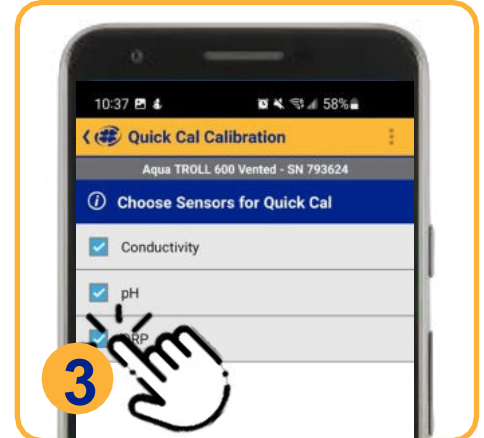 10:37 58%
Quick Cal Calibration
Aqua TROLL 600 Vented - SN 793624
Choose Sensors for Quick Cal
Conductivity
pH
ORP
3